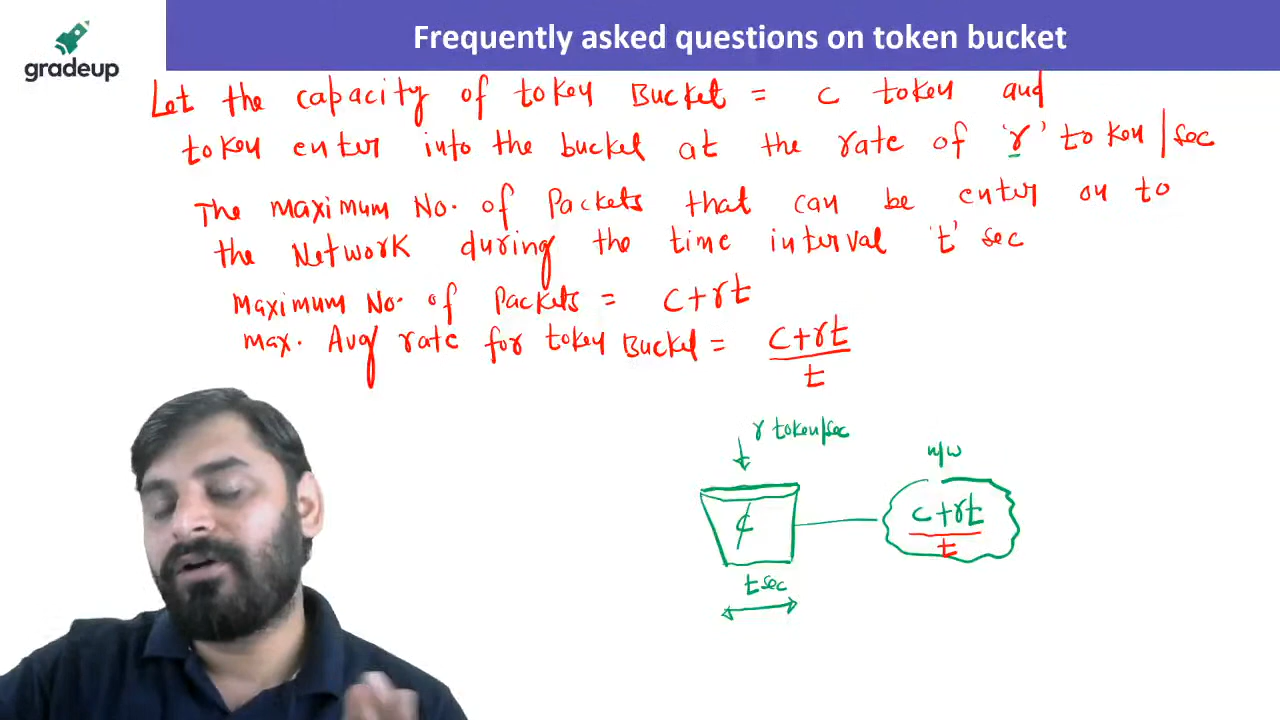 gradeup
Frequently asked questions on token bucket
Let the capacity of token Bucket = c token and
token enter into the bucket at the rate of 'r' token/sec
The maximum No. of Packets that can be enter on to
the Network during the time interval 't' sec
Maximum No. of Packets = c+rt
max. Avg rate for token Bucket = c+rt
t
r token/sec
n/w
c
c+rt
t
t sec